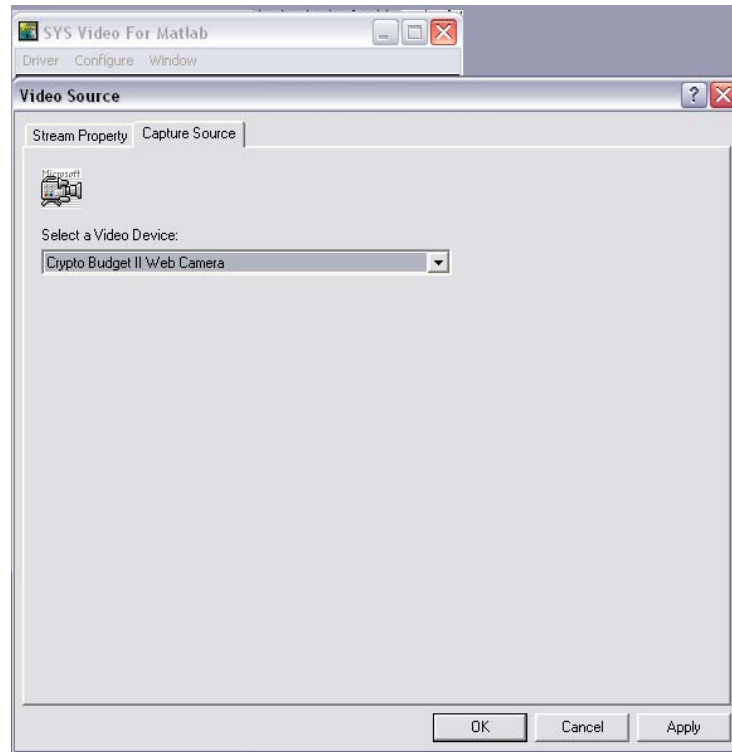 SYS Video For Matlab
Driver Configure Window
Video Source
Stream Property Capture Source
Microsoft
Select a Video Device:
Crypto Budget II Web Camera
OK Cancel Apply